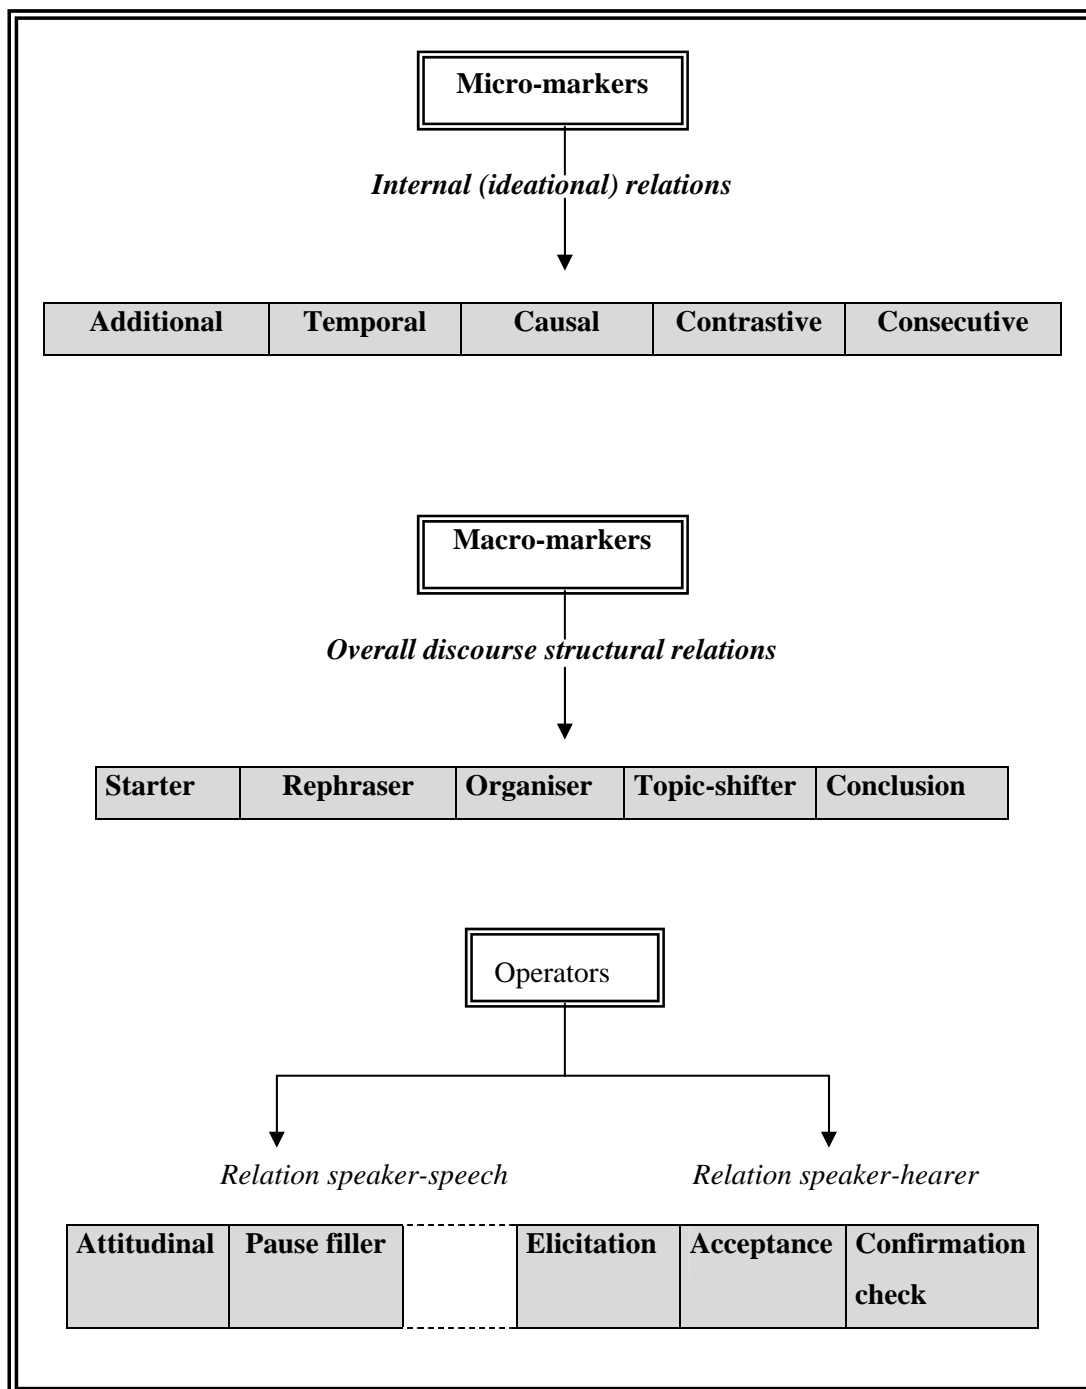 Micro-markers
Internal (ideational) relations
Additional Temporal Causal Contrastive Consecutive
Macro-markers
Overall discourse structural relations
Starter Rephraser Organiser Topic-shifter Conclusion
Operators
Relation speaker-speech Relation speaker-hearer
Attitudinal Pause filler Elicitation Acceptance Confirmation
check